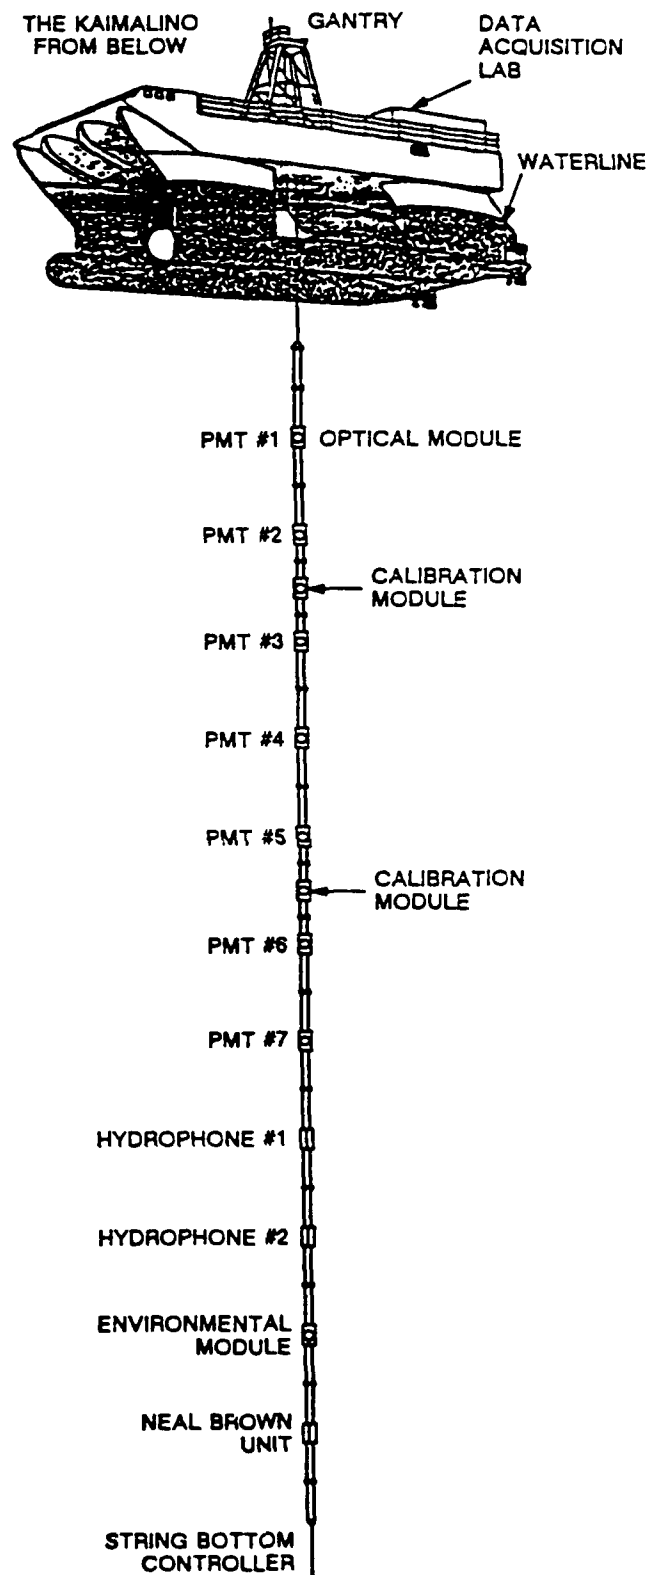 THE KAIMALINO
FROM BELOW
GANTRY
DATA
ACQUISITION
LAB
WATERLINE
PMT #1
OPTICAL MODULE
PMT #2
CALIBRATION
MODULE
PMT #3
PMT #4
PMT #5
CALIBRATION
MODULE
PMT #6
PMT #7
HYDROPHONE #1
HYDROPHONE #2
ENVIRONMENTAL
MODULE
NEAL BROWN
UNIT
STRING BOTTOM
CONTROLLER